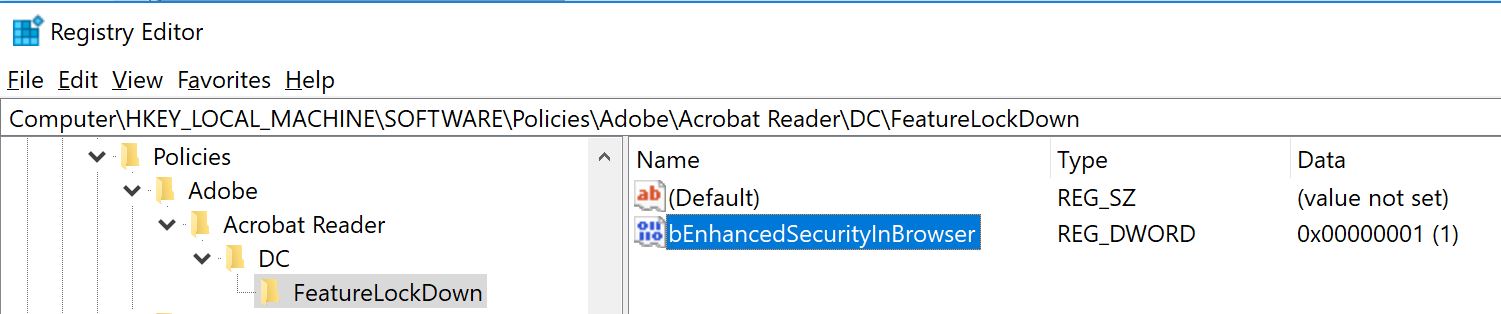 Registry Editor
File Edit View Favorites Help
Computer\HKEY_LOCAL_MACHINE\SOFTWARE\Policies\Adobe\Acrobat Reader\DC\FeatureLockDown
Policies
Adobe
Acrobat Reader
DC
FeatureLockDown
Name Type Data
ab (Default) REG_SZ (value not set)
bEnhancedSecurityInBrowser REG_DWORD 0x00000001 (1)